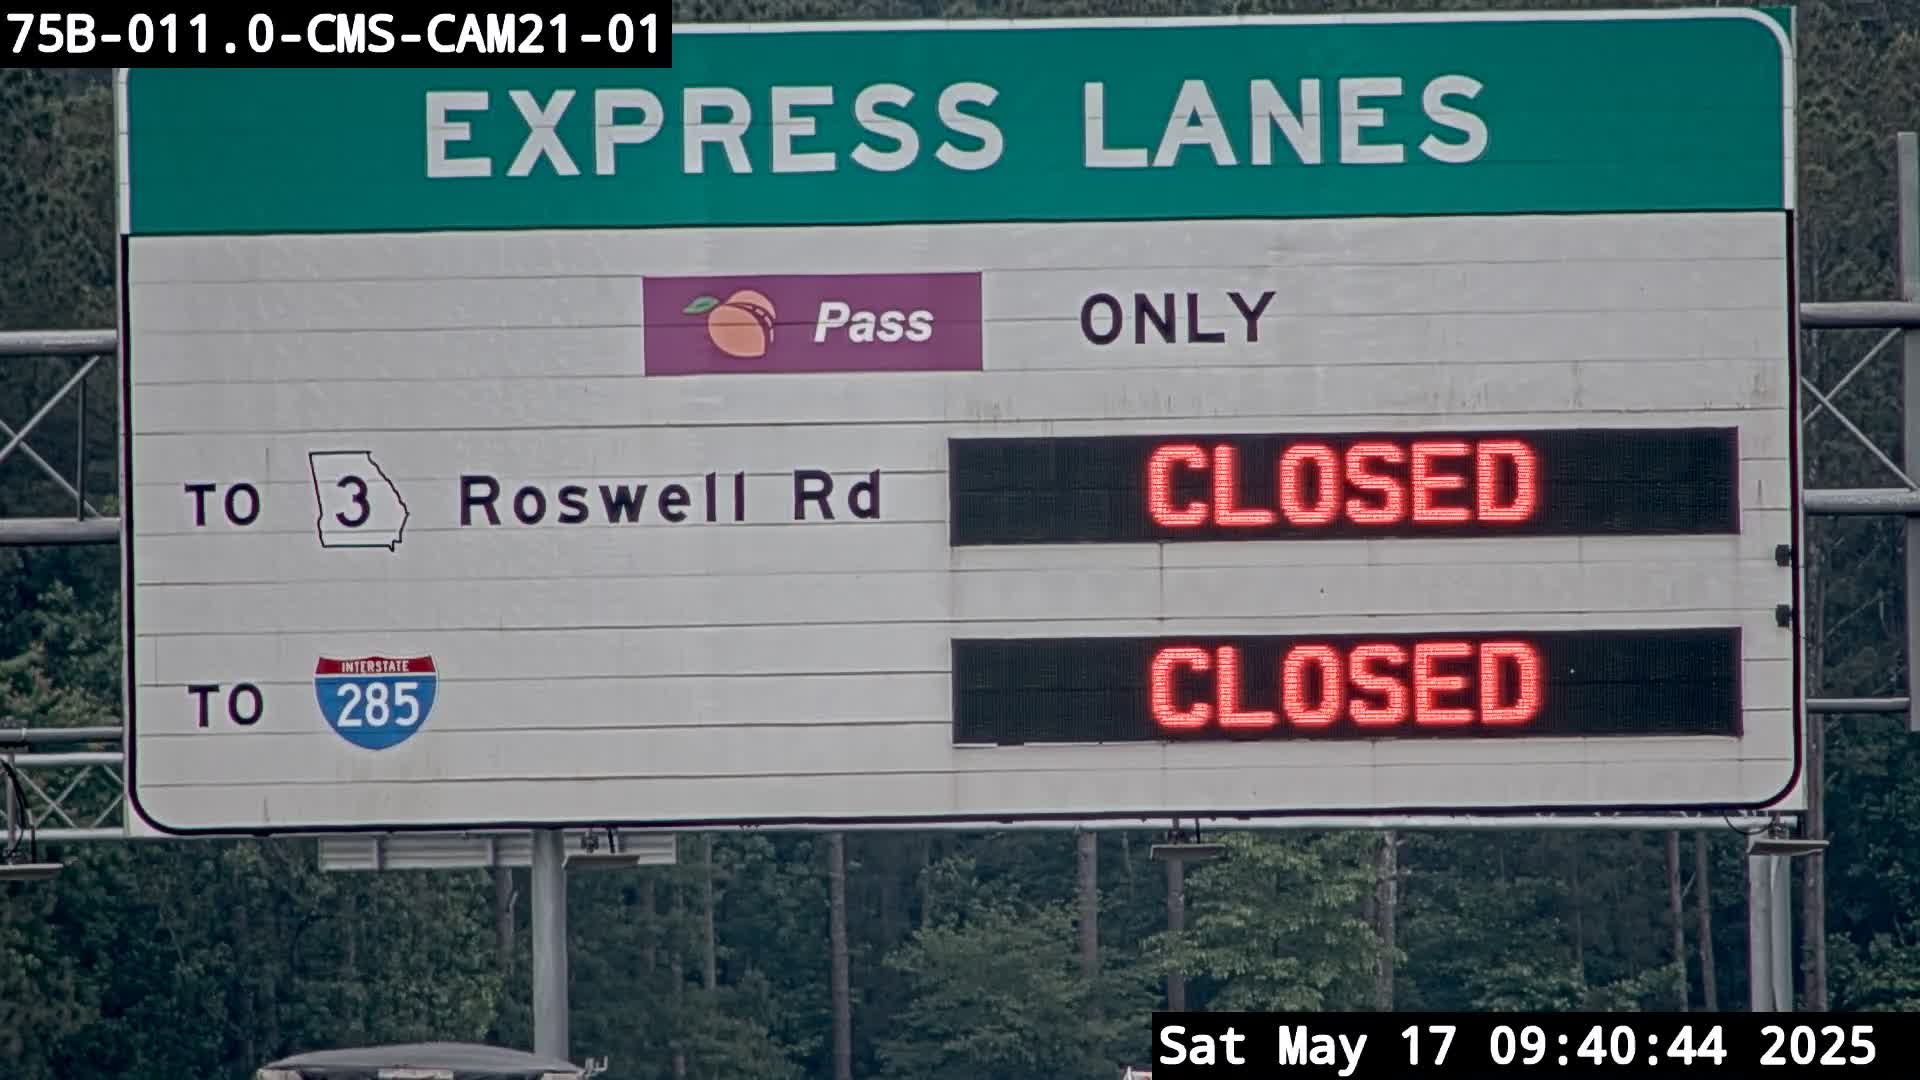 75B-011.0-CMS-CAM21-01
EXPRESS LANES
Pass ONLY
TO 3 Roswell Rd CLOSED
INTERSTATE
TO 285 CLOSED
Sat May 17 09:40:44 2025